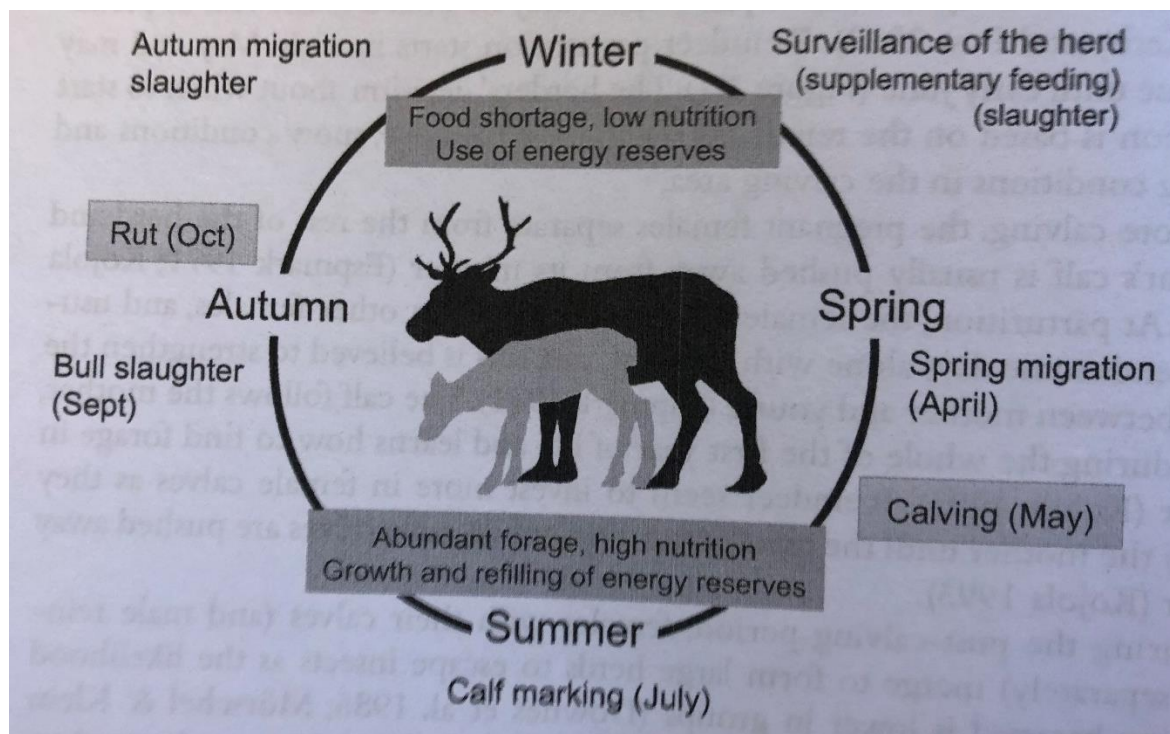 Autumn migration
slaughter
Winter
Surveillance of the herd
(supplementary feeding)
(slaughter)
Food shortage, low nutrition
Use of energy reserves
Rut (Oct)
Autumn
Spring
Bull slaughter
(Sept)
Spring migration
(April)
Calving (May)
Abundant forage, high nutrition
Growth and refilling of energy reserves
Summer
Calf marking (July)